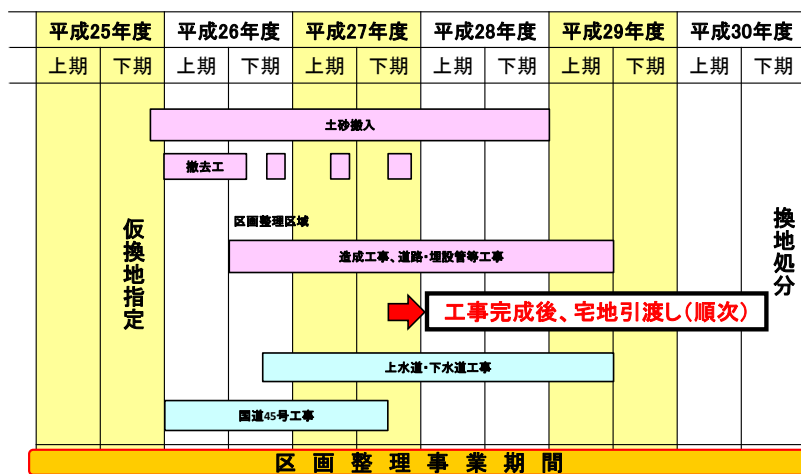 平成25年度 平成26年度 平成27年度 平成28年度 平成29年度 平成30年度
上期 下期 上期 下期 上期 下期 上期 下期 上期 下期 上期 下期
土砂搬入
撤去工
仮換地指定
区画整理区域
造成工事、道路・埋設管等工事
換地処分
工事完成後、宅地引渡し(順次)
上水道・下水道工事
国道45号工事
区画整理事業期間